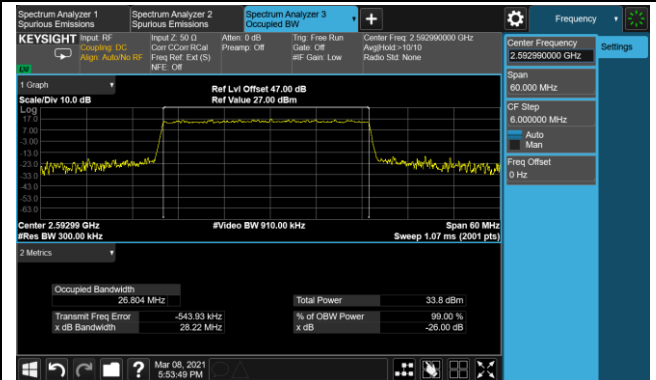 Spectrum Analyzer 1
Spurious Emissions
Spectrum Analyzer 2
Spurious Emissions
Spectrum Analyzer 3
Occupied BW
Frequency
KEYSIGHT
Input: RF
Coupling: DC
Align: Auto/No RF
Input Z: 50 Ω
Corr CCorr RCal
Freq Ref: Ext (S)
NFE: Off
Atten: 0 dB
Preamp: Off
Trig: Free Run
Gate: Off
#IF Gain: Low
Center Freq: 2.592990000 GHz
Avg|Hold:>10/10
Radio Std: None
Center Frequency
2.592990000 GHz
Settings
Span
60.000 MHz
CF Step
6.000000 MHz
Auto
Man
Freq Offset
0 Hz
1 Graph
Scale/Div 10.0 dB
Ref Lvl Offset 47.00 dB
Ref Value 27.00 dBm
Log
17.0
7.00
-3.00
-13.0
-23.0
-33.0
-43.0
-53.0
-63.0
Center 2.59299 GHz
#Res BW 300.00 kHz
#Video BW 910.00 kHz
Span 60 MHz
Sweep 1.07 ms (2001 pts)
2 Metrics
Occupied Bandwidth
26.804 MHz
Total Power 33.8 dBm
Transmit Freq Error -543.93 kHz
% of OBW Power 99.00 %
x dB Bandwidth 28.22 MHz
x dB -26.00 dB
?
Mar 08, 2021
5:53:49 PM